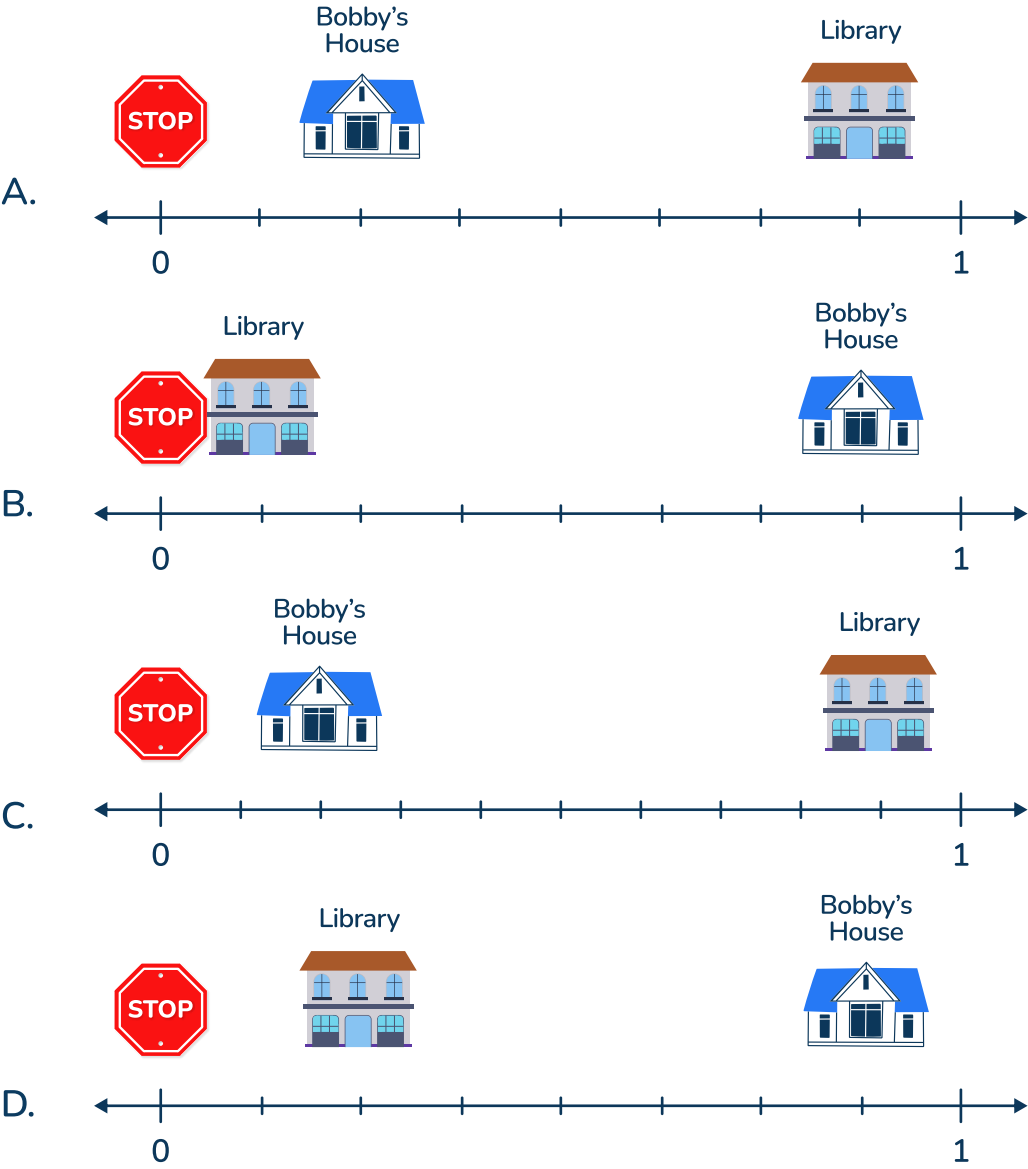 Bobby’s
House
Library
STOP
A.
0
1
Bobby’s
House
Library
STOP
B.
0
1
Bobby’s
House
Library
STOP
C.
0
1
Bobby’s
House
Library
STOP
D.
0
1